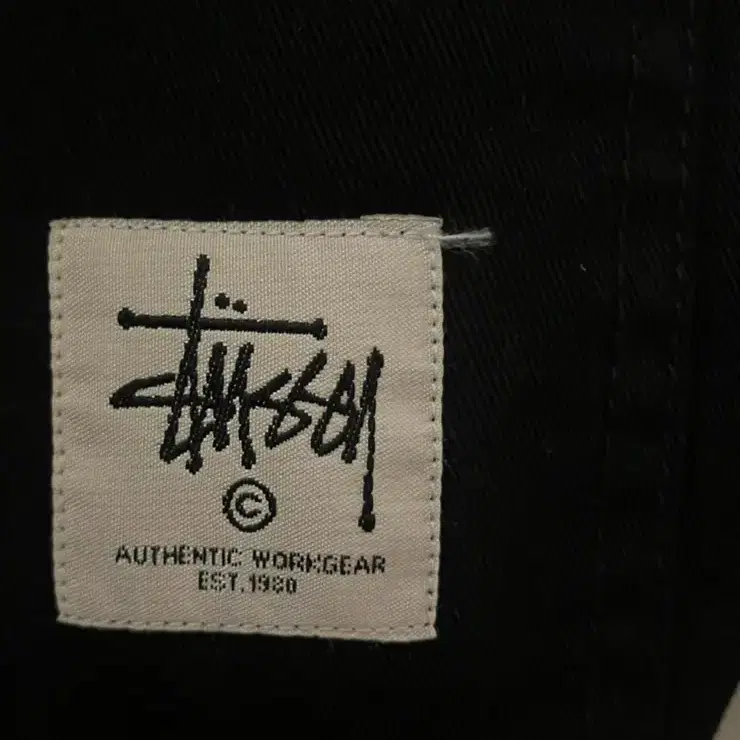 Stüssy
©
AUTHENTIC WORKGEAR
EST. 1980